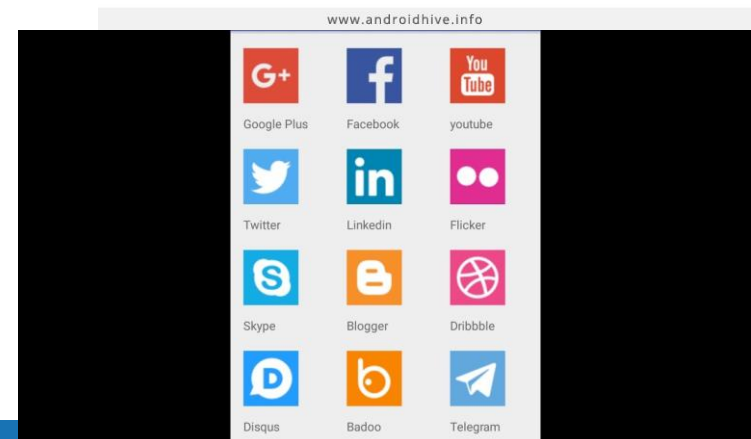 www.androidhive.info
G+ f You Tube
Google Plus Facebook youtube
in
Twitter Linkedin Flicker
S B
Skype Blogger Dribbble
D b
Disqus Badoo Telegram